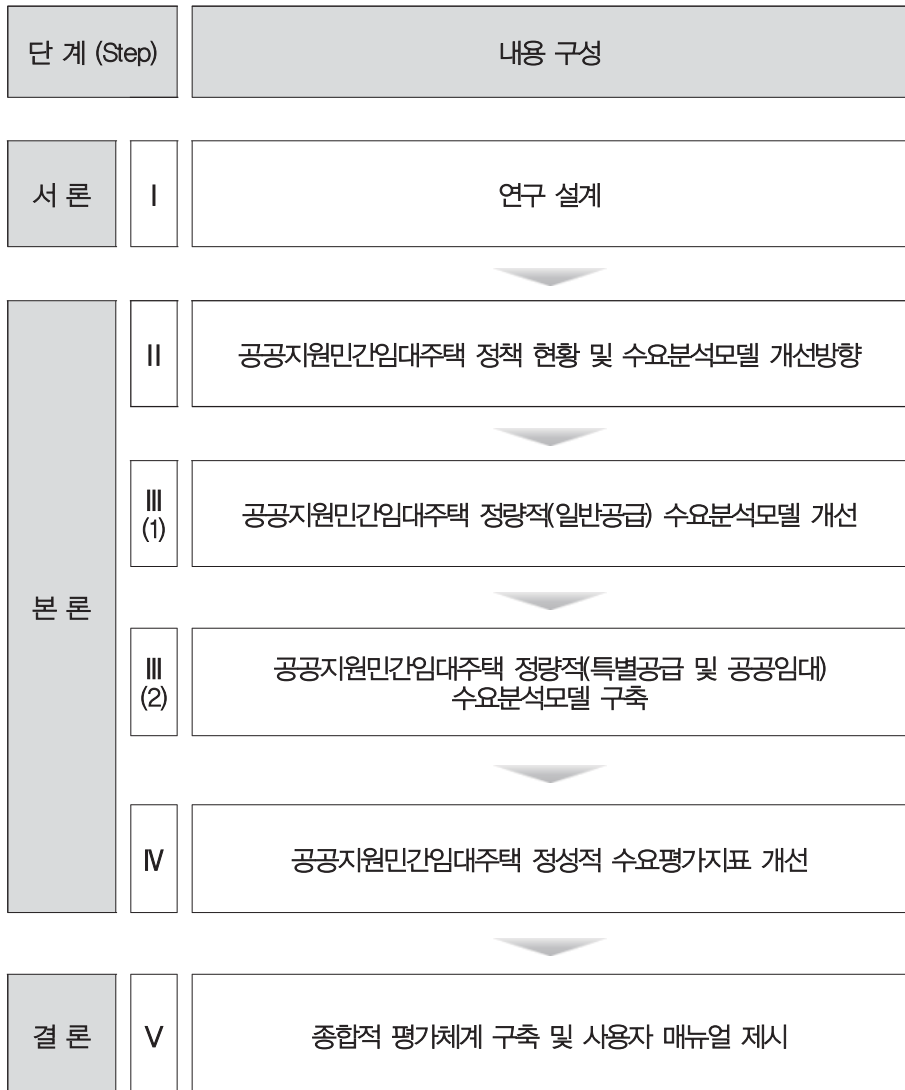 단 계 (Step)
내용 구성
서 론
Ⅰ
연구 설계
Ⅱ
공공지원민간임대주택 정책 현황 및 수요분석모델 개선방향
본 론
Ⅲ
(1)
공공지원민간임대주택 정량적(일반공급) 수요분석모델 개선
Ⅲ
(2)
공공지원민간임대주택 정량적(특별공급 및 공공임대)
수요분석모델 구축
Ⅳ
공공지원민간임대주택 정성적 수요평가지표 개선
결 론
Ⅴ
종합적 평가체계 구축 및 사용자 매뉴얼 제시